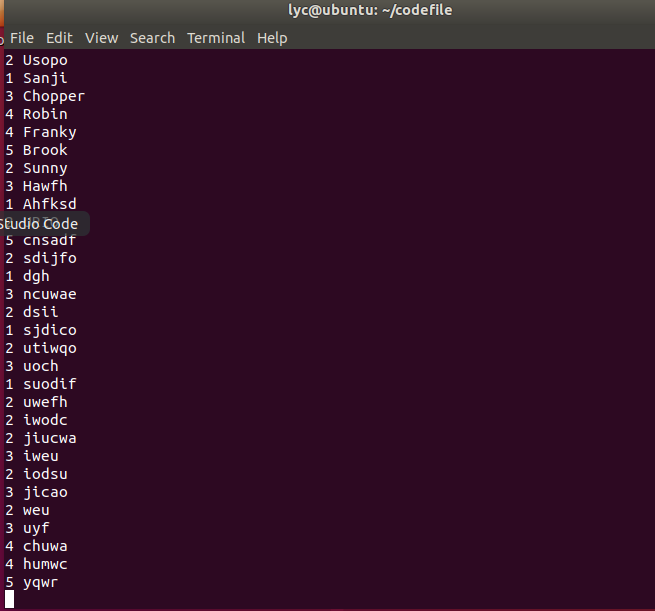 lyc@ubuntu: ~/codefile
File Edit View Search Terminal Help
2 Usopo
1 Sanji
3 Chopper
4 Robin
4 Franky
5 Brook
2 Sunny
3 Hawfh
1 Ahfksd
Studio Code
5 cnsadf
2 sdijfo
1 dgh
3 ncuwae
2 dsii
1 sjdico
2 utiwqo
3 uoch
1 suodif
2 uwefh
2 iwodc
2 jiucwa
3 iweu
2 iodsu
3 jicao
2 weu
3 uyf
4 chuwa
4 humwc
5 yqwr